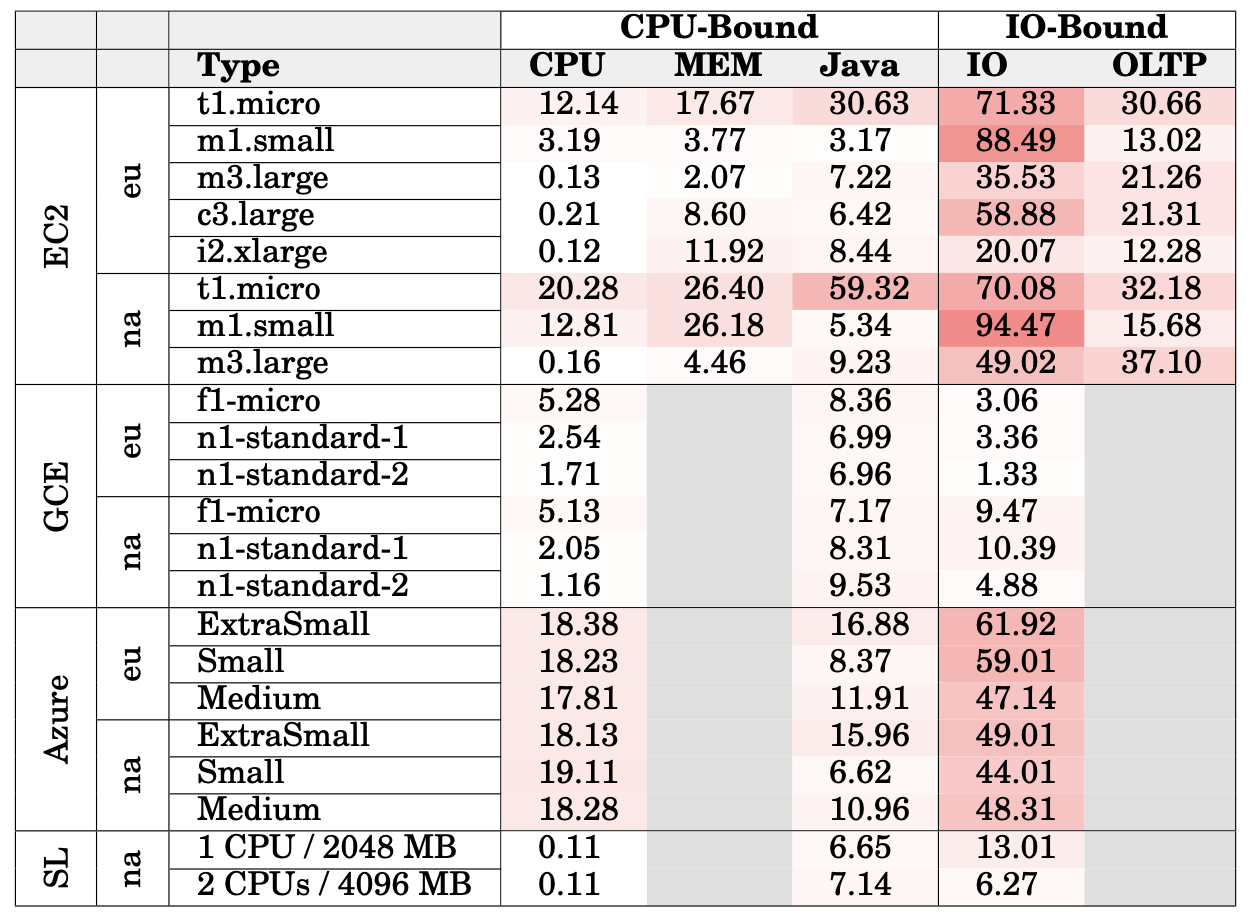 CPU-Bound IO-Bound
Type CPU MEM Java IO OLTP
EC2 eu t1.micro 12.14 17.67 30.63 71.33 30.66
m1.small 3.19 3.77 3.17 88.49 13.02
m3.large 0.13 2.07 7.22 35.53 21.26
c3.large 0.21 8.60 6.42 58.88 21.31
i2.xlarge 0.12 11.92 8.44 20.07 12.28
na t1.micro 20.28 26.40 59.32 70.08 32.18
m1.small 12.81 26.18 5.34 94.47 15.68
m3.large 0.16 4.46 9.23 49.02 37.10
GCE eu f1-micro 5.28 8.36 3.06
n1-standard-1 2.54 6.99 3.36
n1-standard-2 1.71 6.96 1.33
na f1-micro 5.13 7.17 9.47
n1-standard-1 2.05 8.31 10.39
n1-standard-2 1.16 9.53 4.88
Azure eu ExtraSmall 18.38 16.88 61.92
Small 18.23 8.37 59.01
Medium 17.81 11.91 47.14
na ExtraSmall 18.13 15.96 49.01
Small 19.11 6.62 44.01
Medium 18.28 10.96 48.31
SL na 1 CPU / 2048 MB 0.11 6.65 13.01
2 CPUs / 4096 MB 0.11 7.14 6.27